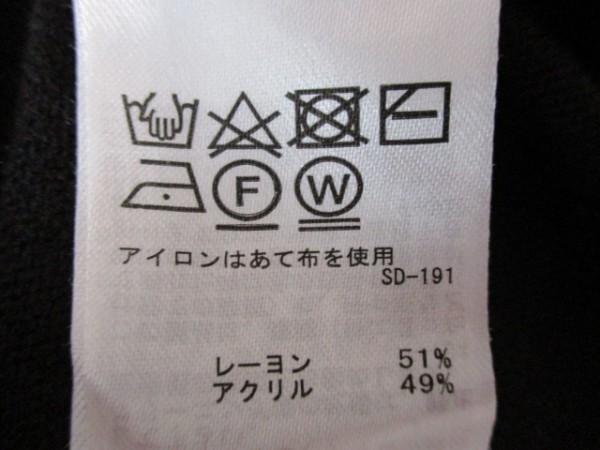 F W
アイロンはあて布を使用
SD-191
レーヨン 51%
アクリル 49%